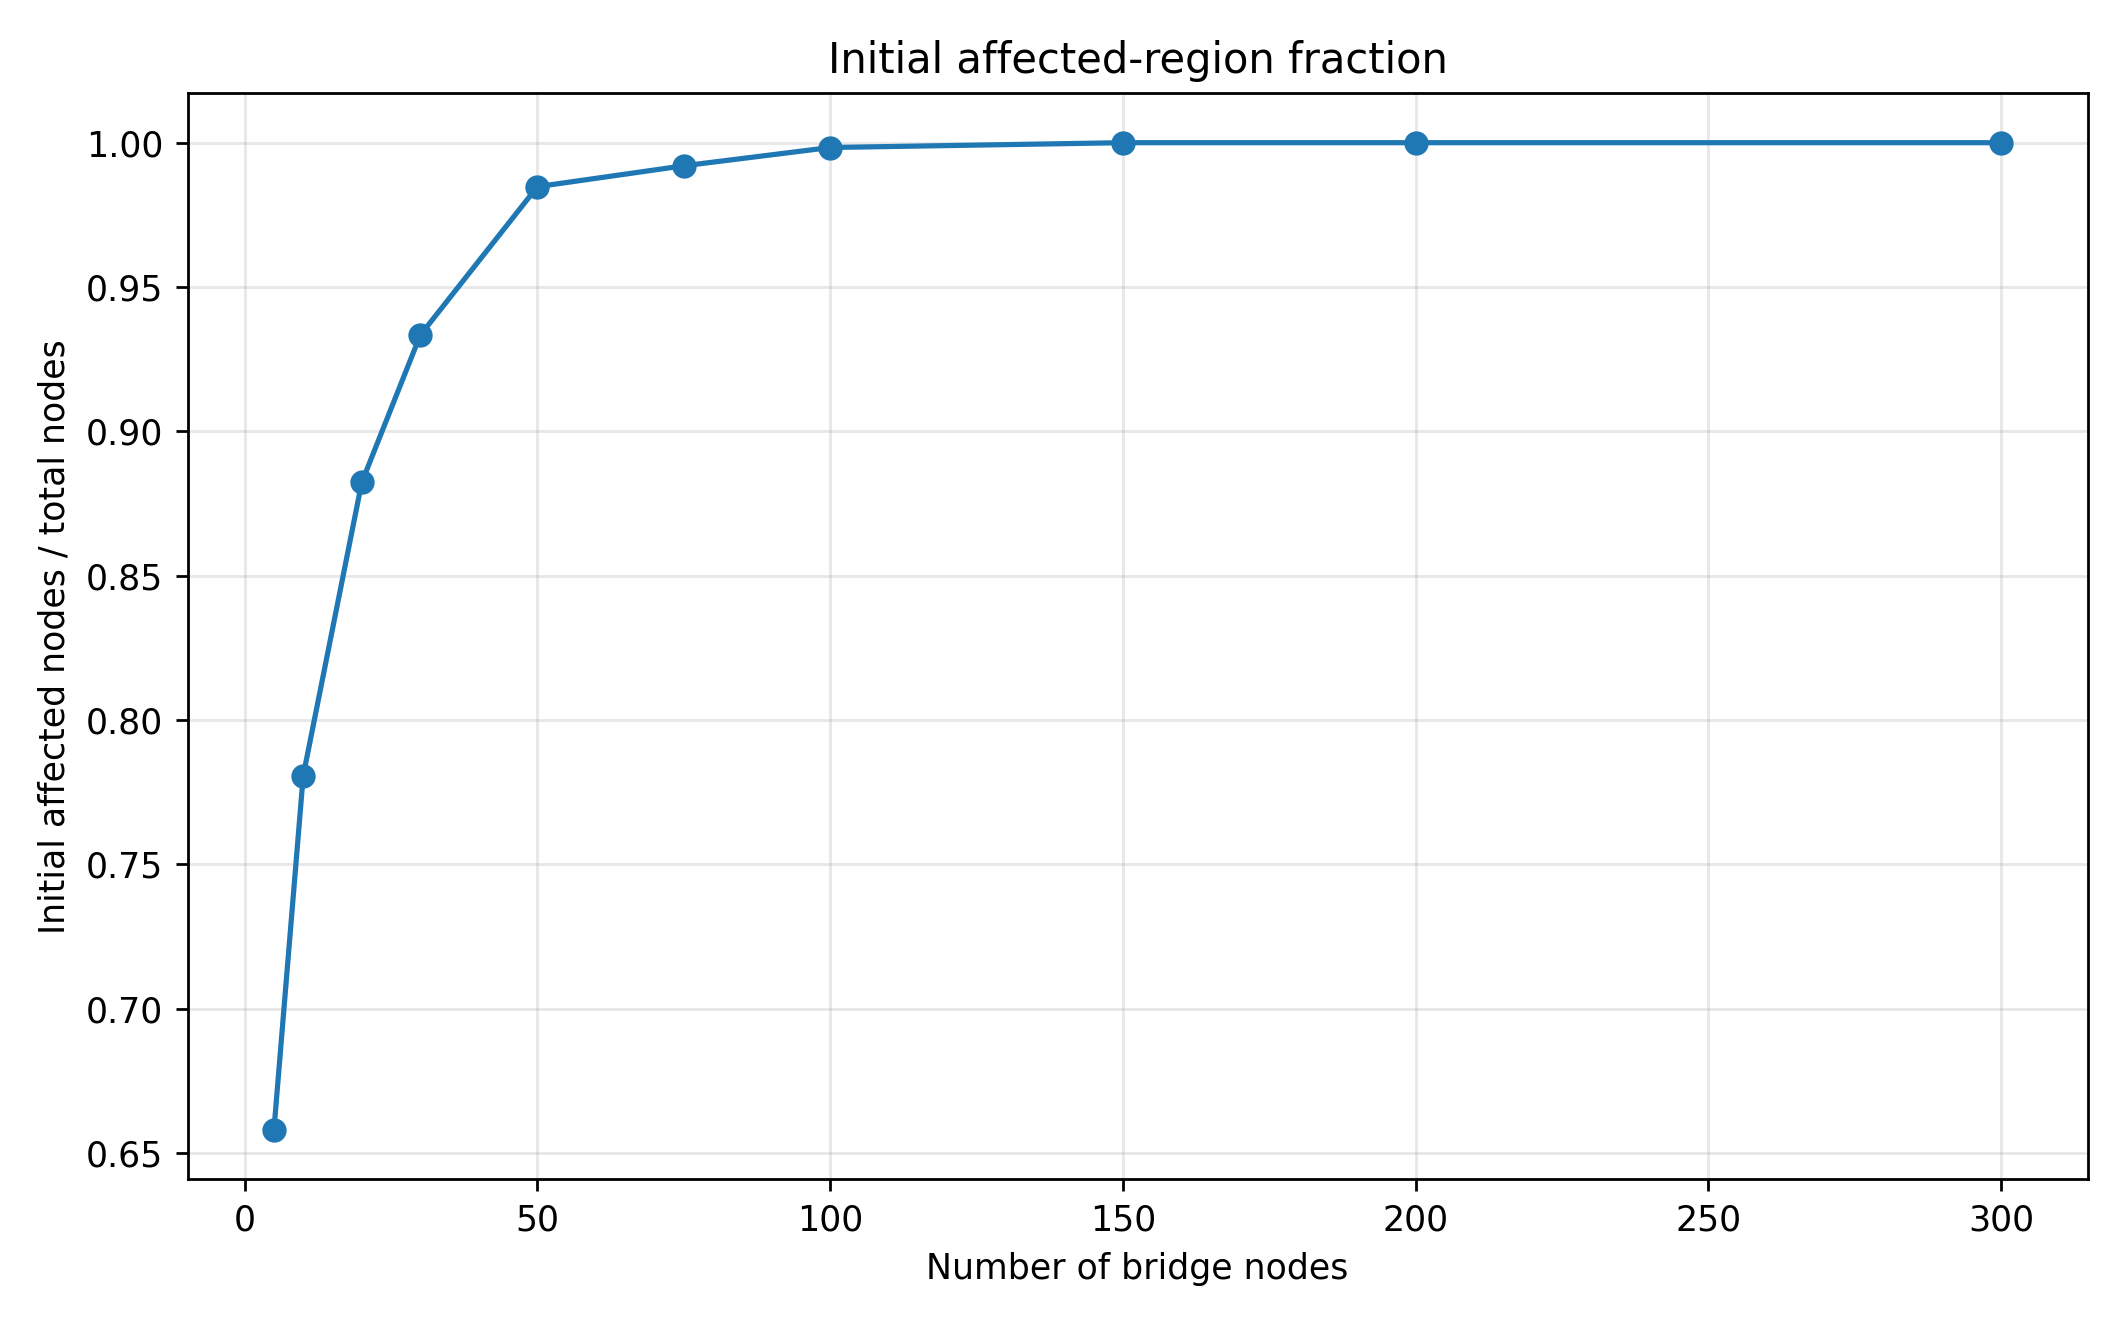 Initial affected-region fraction
Initial affected nodes / total nodes
1.00
0.95
0.90
0.85
0.80
0.75
0.70
0.65
0 50 100 150 200 250 300
Number of bridge nodes